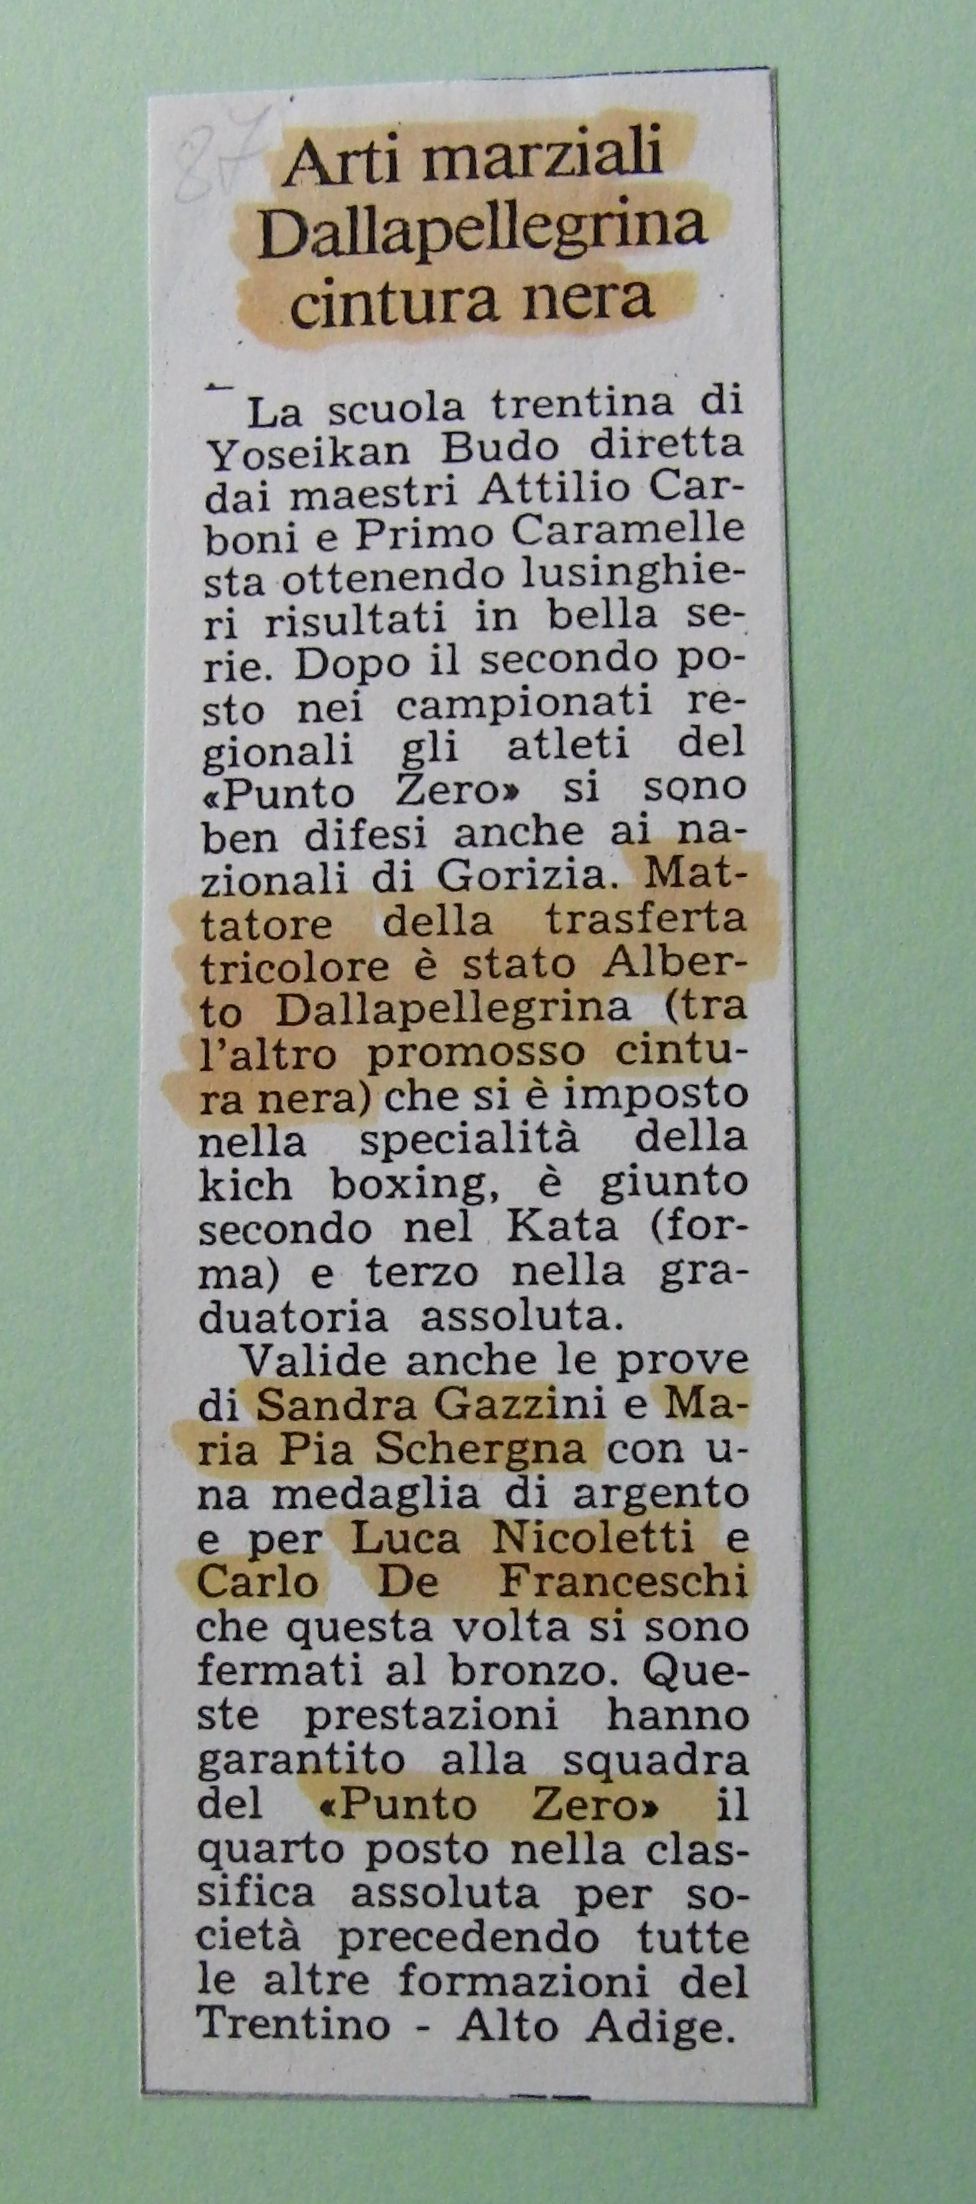 87
Arti marziali
Dallapellegrina
cintura nera
La scuola trentina di
Yoseikan Budo diretta
dai maestri Attilio Car-
boni e Primo Caramelle
sta ottenendo lusinghie-
ri risultati in bella se-
rie. Dopo il secondo po-
sto nei campionati re-
gionali gli atleti del
«Punto Zero» si sono
ben difesi anche ai na-
zionali di Gorizia. Mat-
tatore della trasferta
tricolore è stato Alber-
to Dallapellegrina (tra
l'altro promosso cintu-
ra nera) che si è imposto
nella specialità della
kich boxing, è giunto
secondo nel Kata (for-
ma) e terzo nella gra-
duatoria assoluta.
Valide anche le prove
di Sandra Gazzini e Ma-
ria Pia Schergna con u-
na medaglia di argento
e per Luca Nicoletti e
Carlo De Franceschi
che questa volta si sono
fermati al bronzo. Que-
ste prestazioni hanno
garantito alla squadra
del «Punto Zero» il
quarto posto nella clas-
sifica assoluta per so-
cietà precedendo tutte
le altre formazioni del
Trentino - Alto Adige.